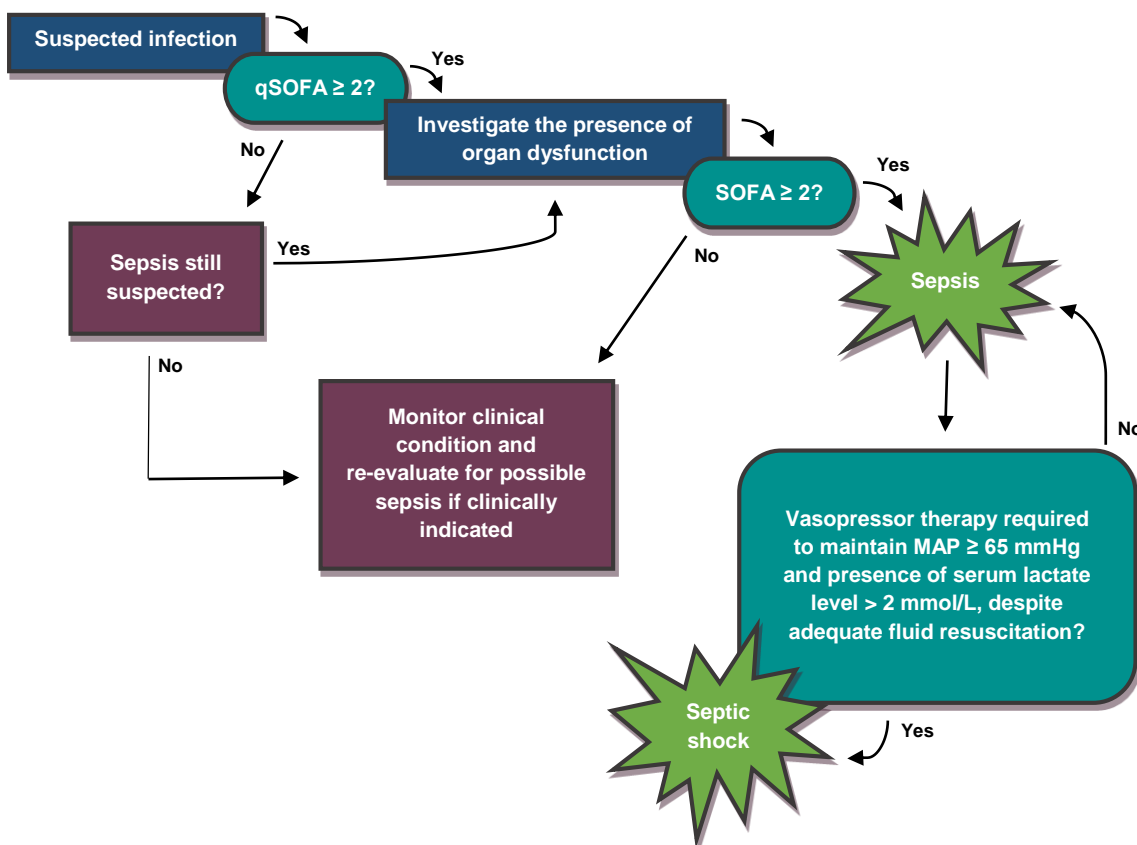 Suspected infection
Yes
qSOFA ≥ 2?
Investigate the presence of
organ dysfunction
No
Yes
SOFA ≥ 2?
Sepsis still
suspected?
Yes
No
Sepsis
No
Monitor clinical
condition and
re-evaluate for possible
sepsis if clinically
indicated
No
Vasopressor therapy required
to maintain MAP ≥ 65 mmHg
and presence of serum lactate
level > 2 mmol/L, despite
adequate fluid resuscitation?
Septic
shock
Yes